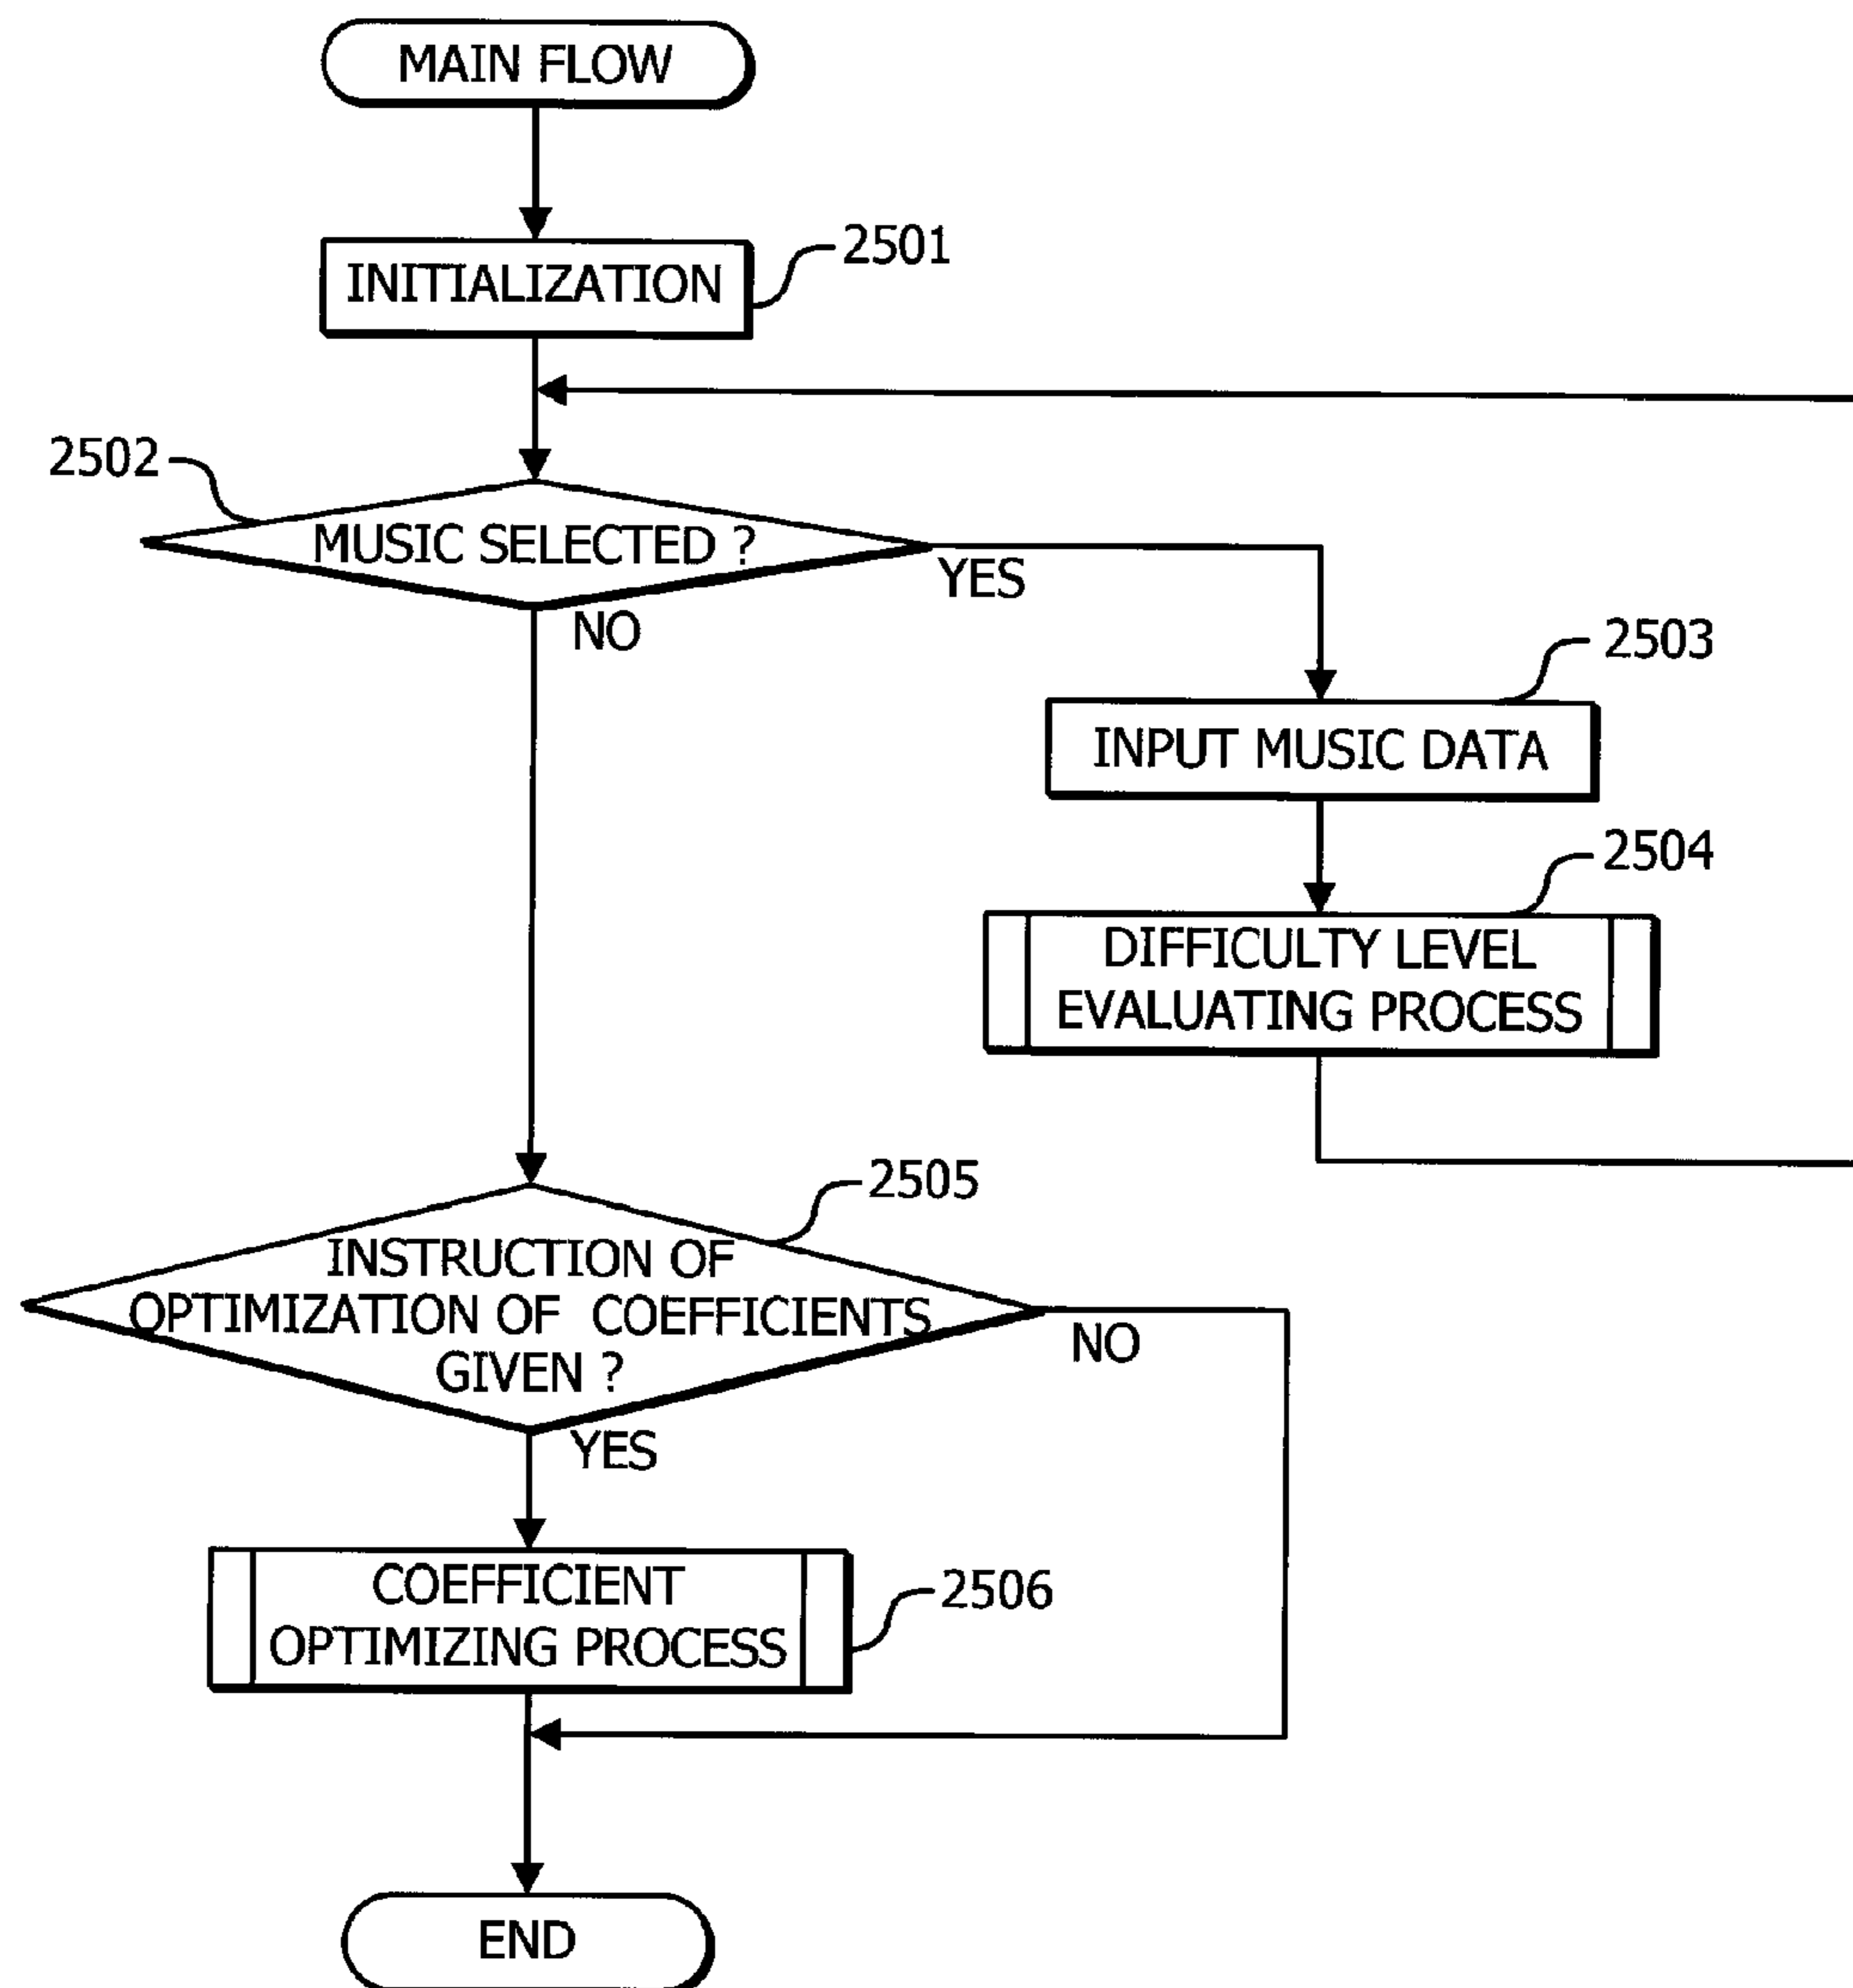 MAIN FLOW
INITIALIZATION
2501
2502
MUSIC SELECTED ?
YES
NO
2503
INPUT MUSIC DATA
2504
DIFFICULTY LEVEL
EVALUATING PROCESS
2505
INSTRUCTION OF
OPTIMIZATION OF COEFFICIENTS
GIVEN ?
NO
YES
COEFFICIENT
OPTIMIZING PROCESS
2506
END